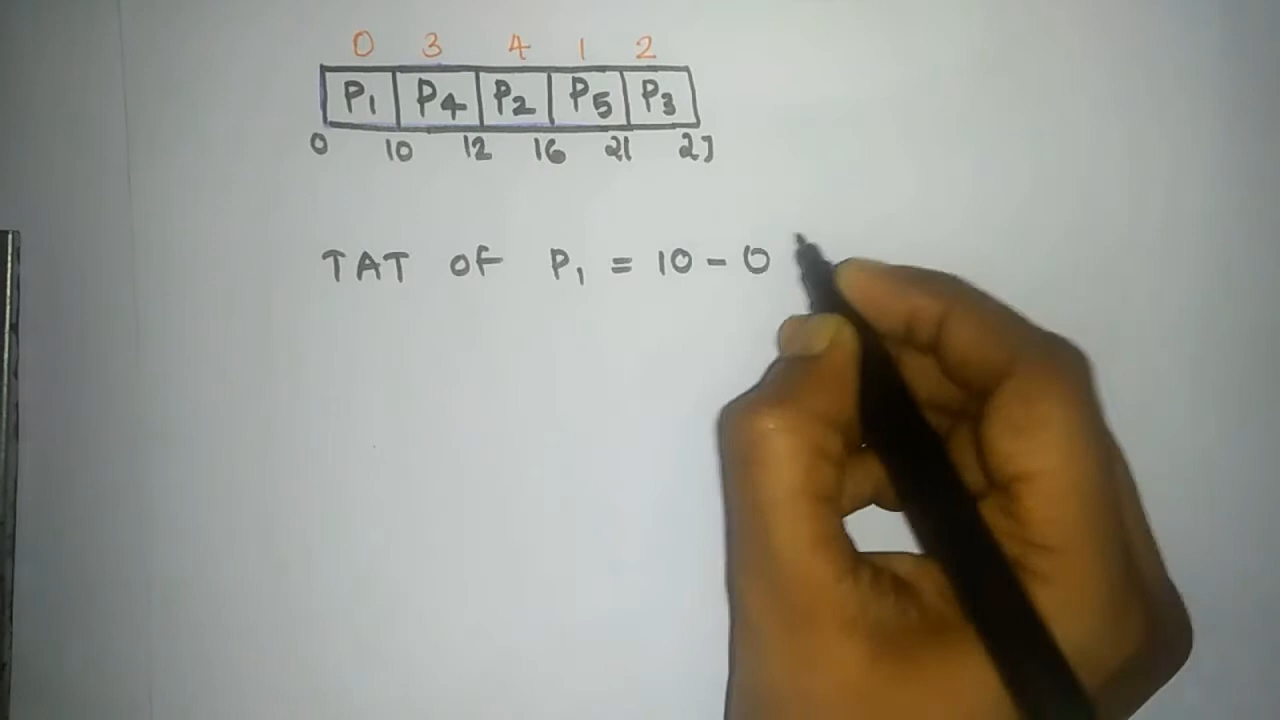 0 3 4 1 2
P1 P4 P2 P5 P3
0 10 12 16 21 27
TAT OF P1 = 10 - 0